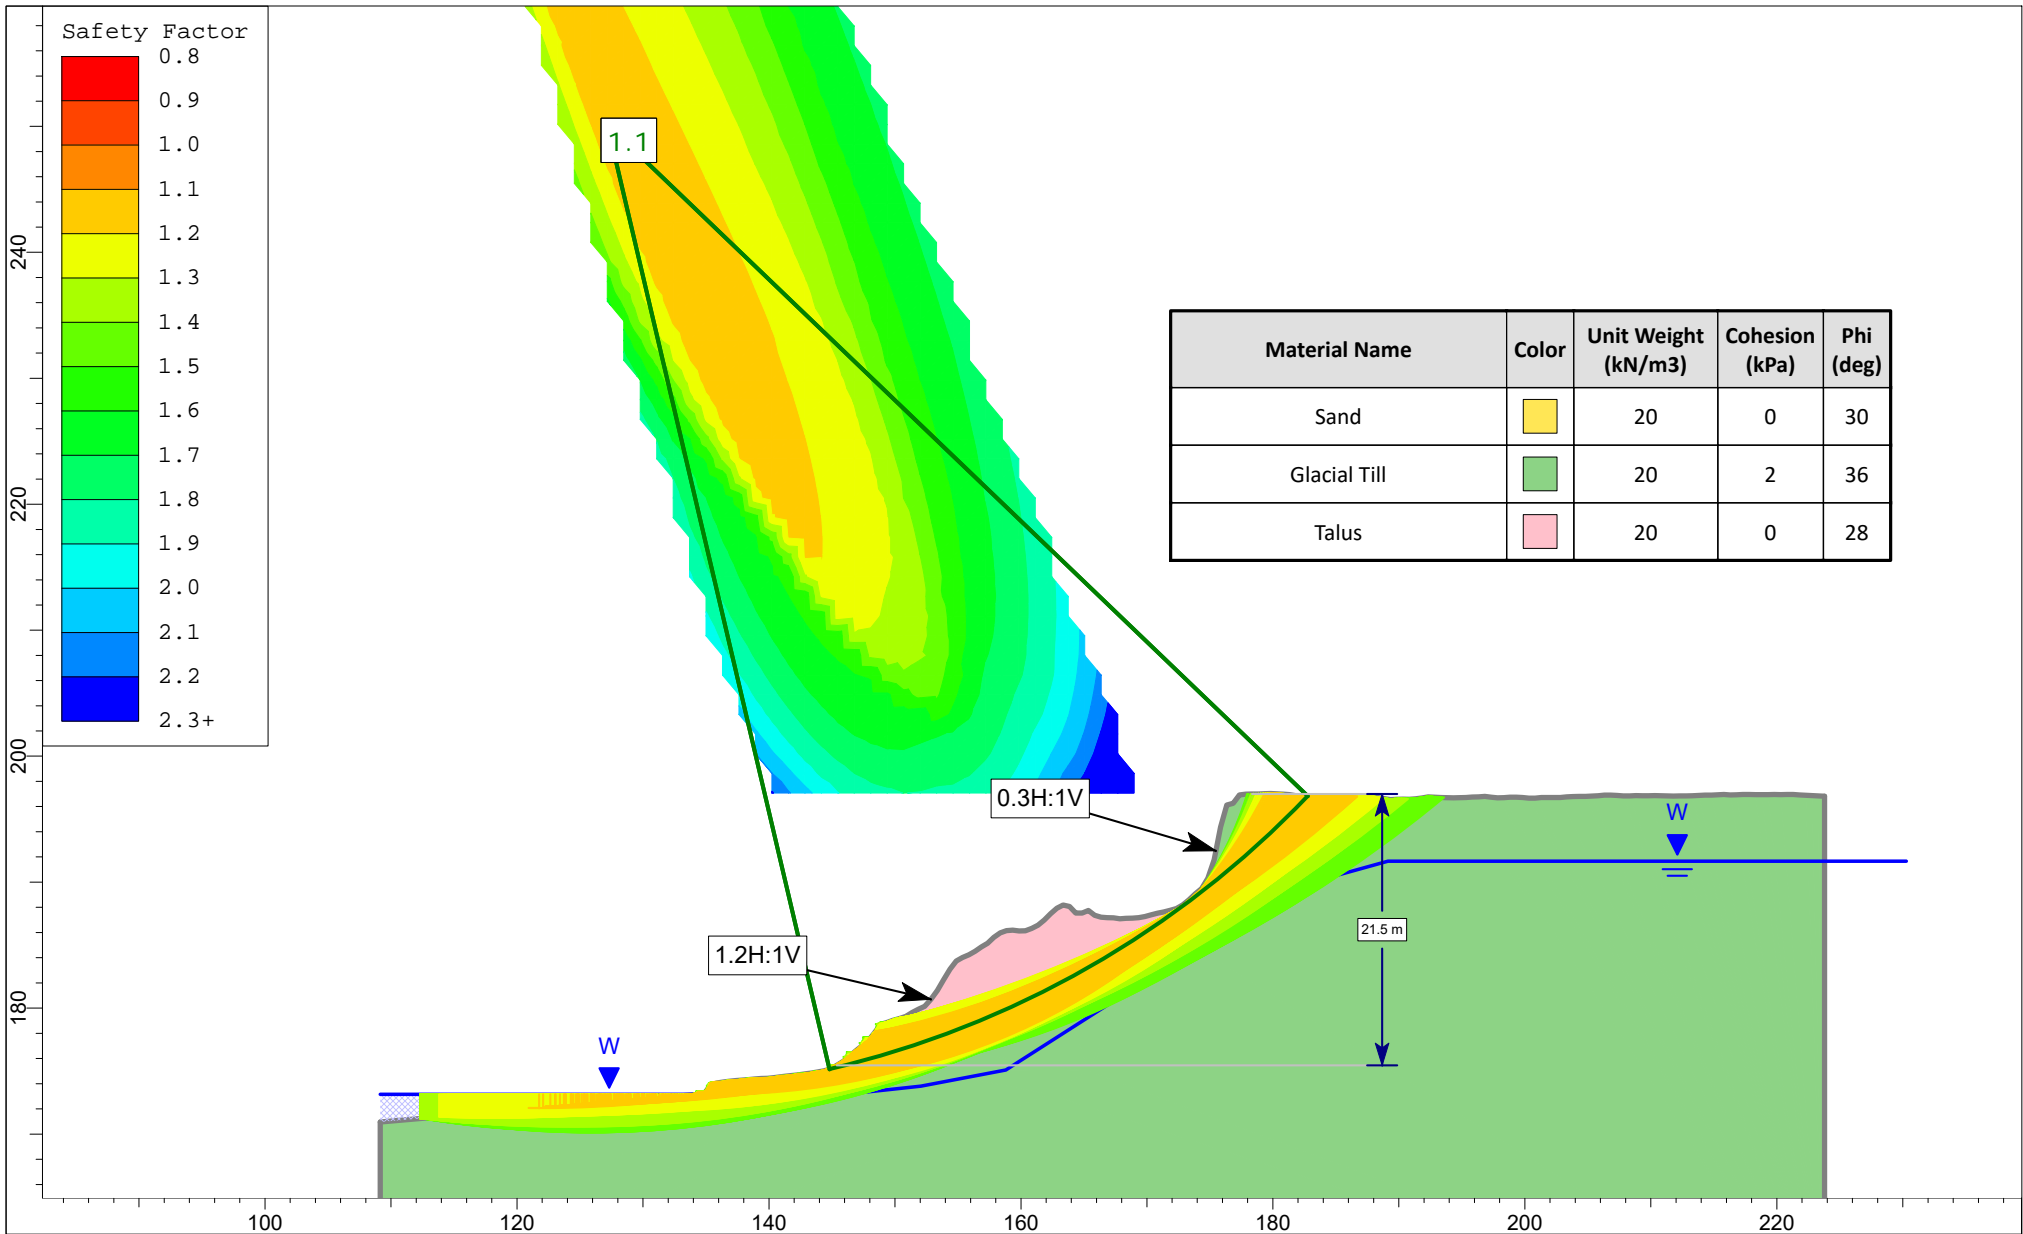 Safety Factor
0.8
0.9
1.0
1.1
1.2
1.3
1.4
1.5
1.6
1.7
1.8
1.9
2.0
2.1
2.2
2.3+
1.1
Material Name Color Unit Weight (kN/m3) Cohesion (kPa) Phi (deg)
Sand 20 0 30
Glacial Till 20 2 36
Talus 20 0 28
0.3H:1V
W
21.5 m
1.2H:1V
W
240
220
200
180
100 120 140 160 180 200 220